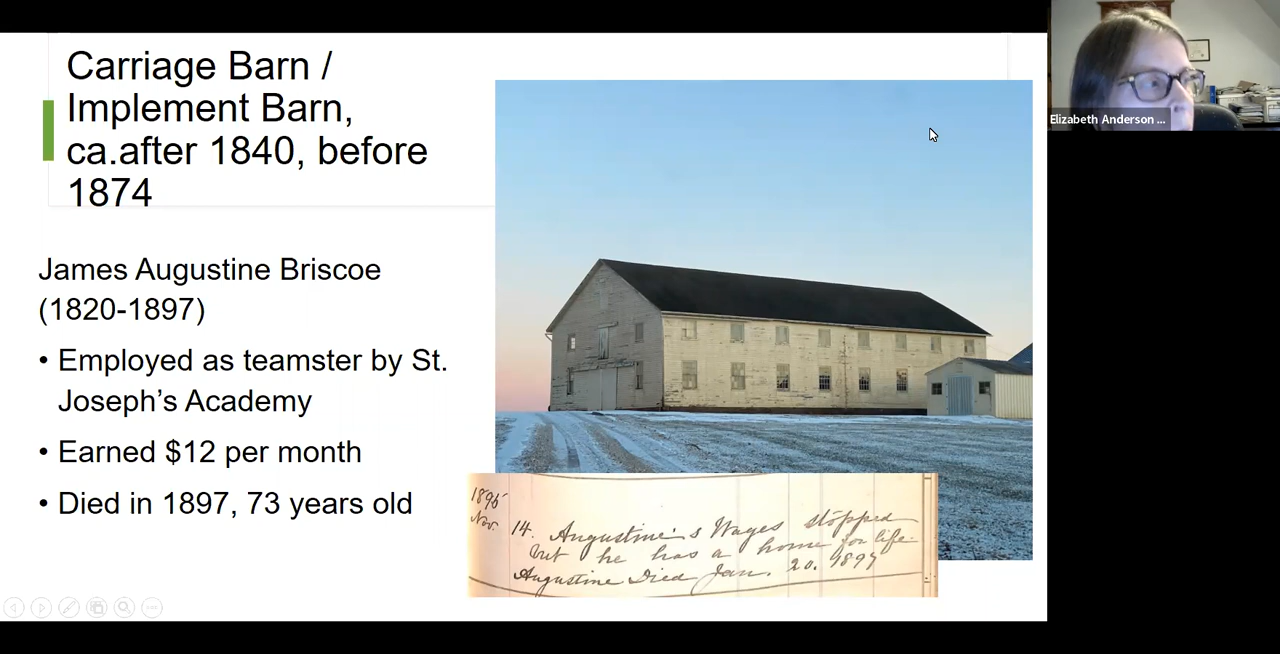 Carriage Barn /
Implement Barn,
ca.after 1840, before
1874
James Augustine Briscoe
(1820-1897)
• Employed as teamster by St.
Joseph’s Academy
• Earned $12 per month
• Died in 1897, 73 years old
1895
Nov.
14. Augustine's Wages stopped
but he has a home for life.
Augustine Died Jan. 20. 1897
Elizabeth Anderson ...